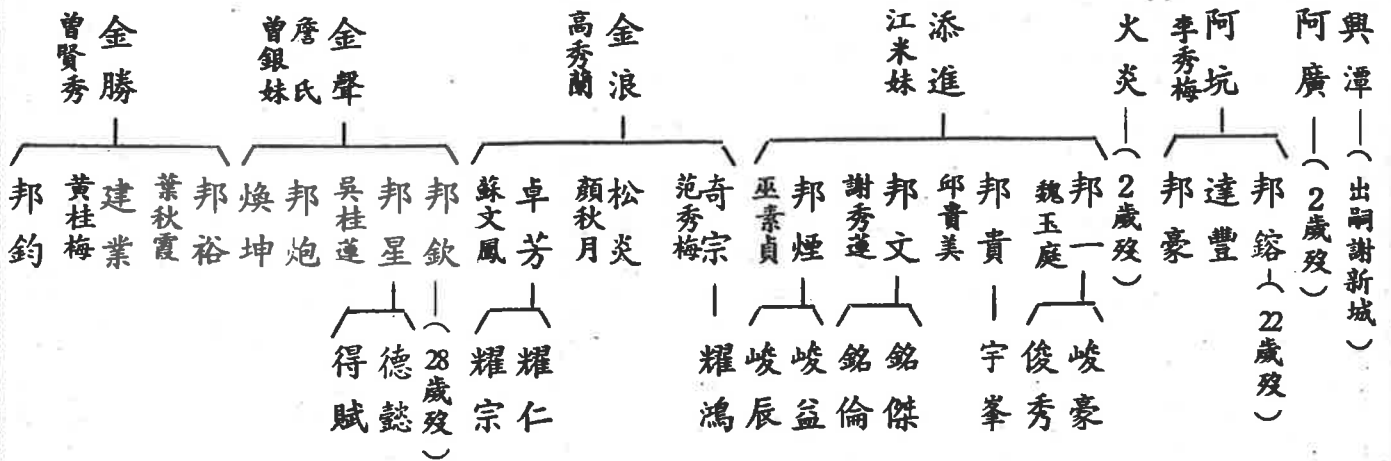 興潭
(出嗣謝新城)
阿廣
(2歲歿)
阿坑
李秀梅
火炎
(2歲歿)
添進
江米妹
金浪
高秀蘭
金聲
詹氏
曾銀妹
金勝
曾賢秀
邦鎔
(22歲歿)
達豐
邦豪
邦一
魏玉庭
邦貴
邱貴美
邦文
謝秀蓮
邦煙
巫素貞
奇宗
范秀梅
松炎
顏秋月
卓芳
蘇文鳳
邦欽
(28歲歿)
邦星
吳桂蓮
邦炮
煥坤
邦裕
葉秋霞
建業
黃桂梅
邦鈞
峻豪
俊秀
宇峯
銘傑
銘倫
峻益
峻辰
耀鴻
耀仁
耀宗
德懿
得賦